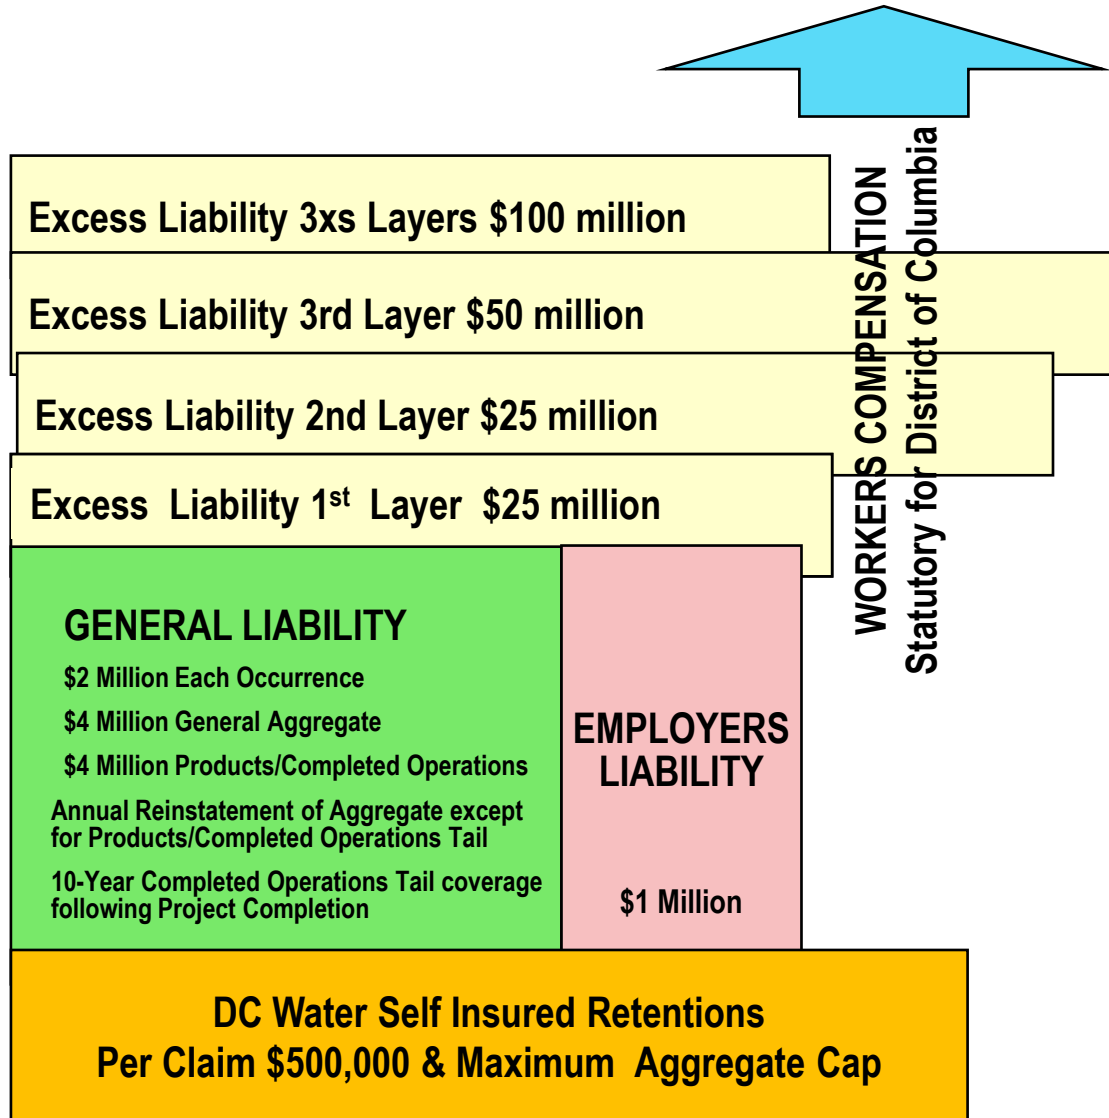 Excess Liability 3xs Layers $100 million
Excess Liability 3rd Layer $50 million
Excess Liability 2nd Layer $25 million
Excess Liability 1st Layer $25 million
WORKERS COMPENSATION
Statutory for District of Columbia
GENERAL LIABILITY
$2 Million Each Occurrence
$4 Million General Aggregate
$4 Million Products/Completed Operations
Annual Reinstatement of Aggregate except
for Products/Completed Operations Tail
10-Year Completed Operations Tail coverage
following Project Completion
EMPLOYERS
LIABILITY
$1 Million
DC Water Self Insured Retentions
Per Claim $500,000 & Maximum Aggregate Cap